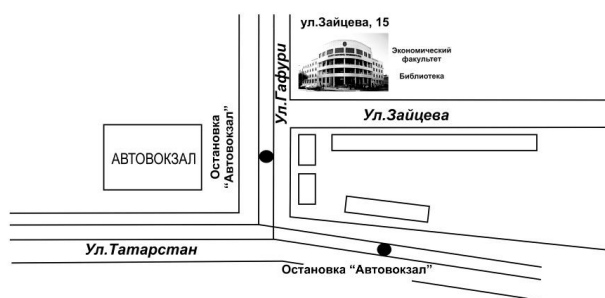 ул.Зайцева, 15
Экономический
факультет
Библиотека
Ул.Гафури
Ул.Зайцева
Остановка
"Автовокзал"
АВТОВОКЗАЛ
Ул.Татарстан
Остановка "Автовокзал"